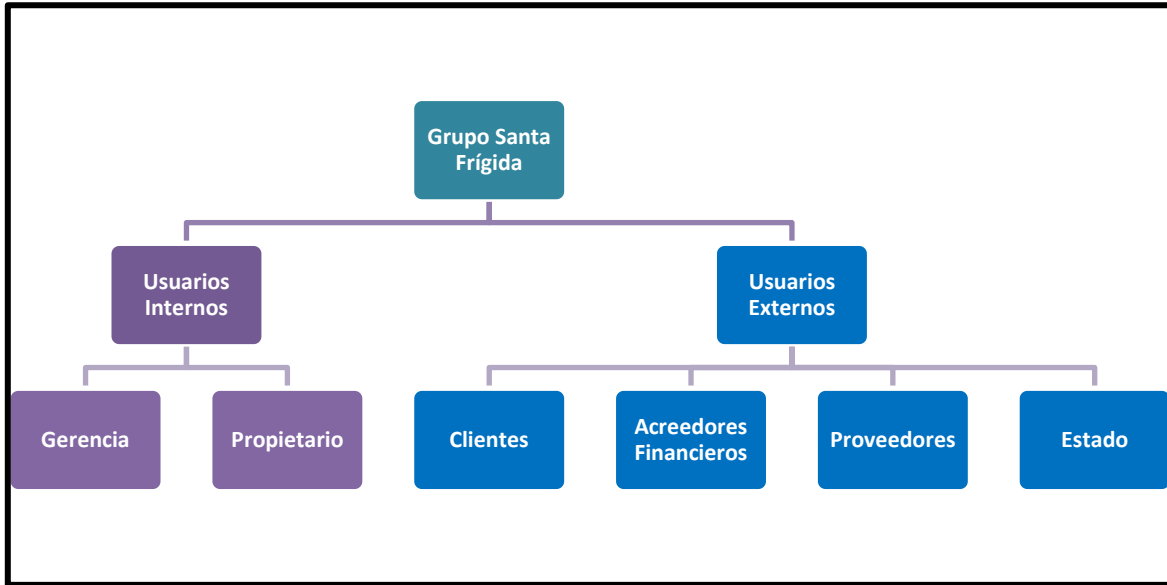 Grupo Santa
Frígida
Usuarios
Internos
Usuarios
Externos
Gerencia
Propietario
Clientes
Acreedores
Financieros
Proveedores
Estado